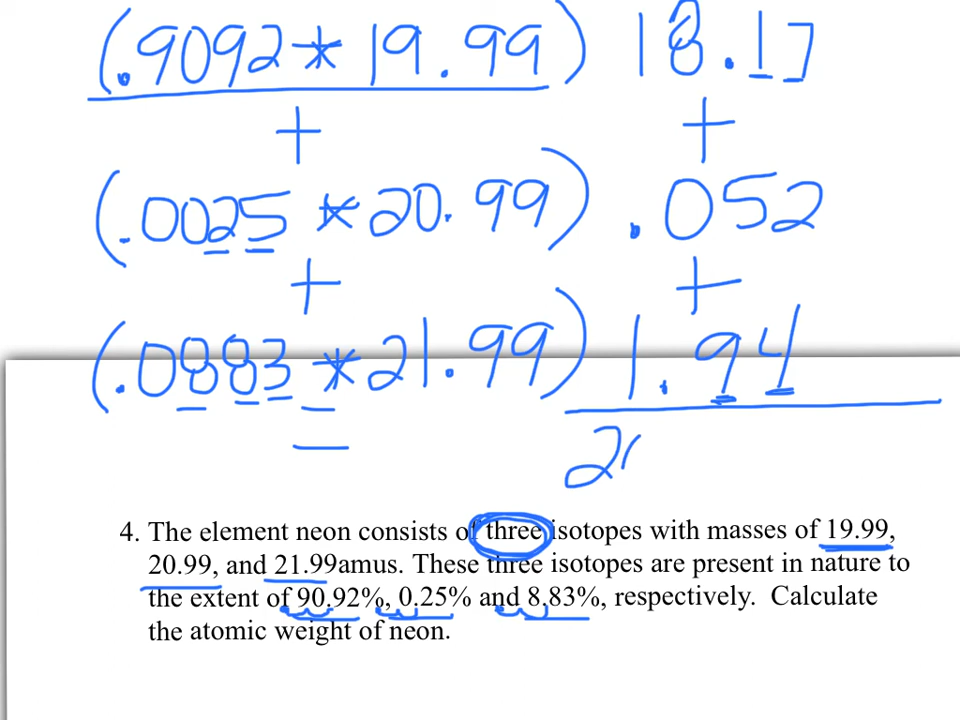 (.9092 * 19.99) 18.17
+ +
(.0025 * 20.99) .052
+ +
(.0883 * 21.99) 1.94
=
4. The element neon consists of three isotopes with masses of 19.99,
20.99, and 21.99amus. These three isotopes are present in nature to
the extent of 90.92%, 0.25% and 8.83%, respectively. Calculate
the atomic weight of neon.